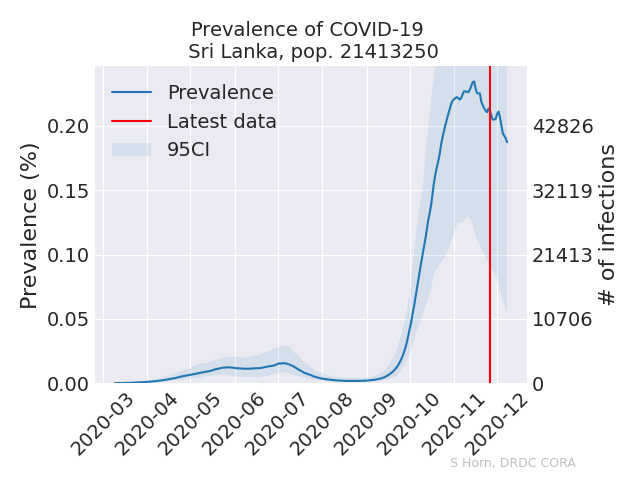 Prevalence of COVID-19
Sri Lanka, pop. 21413250
Prevalence
Latest data
95CI
Prevalence (%)
0.20
0.15
0.10
0.05
0.00
42826
32119
21413
10706
0
# of infections
2020-03
2020-04
2020-05
2020-06
2020-07
2020-08
2020-09
2020-10
2020-11
2020-12
S Horn, DRDC CORA